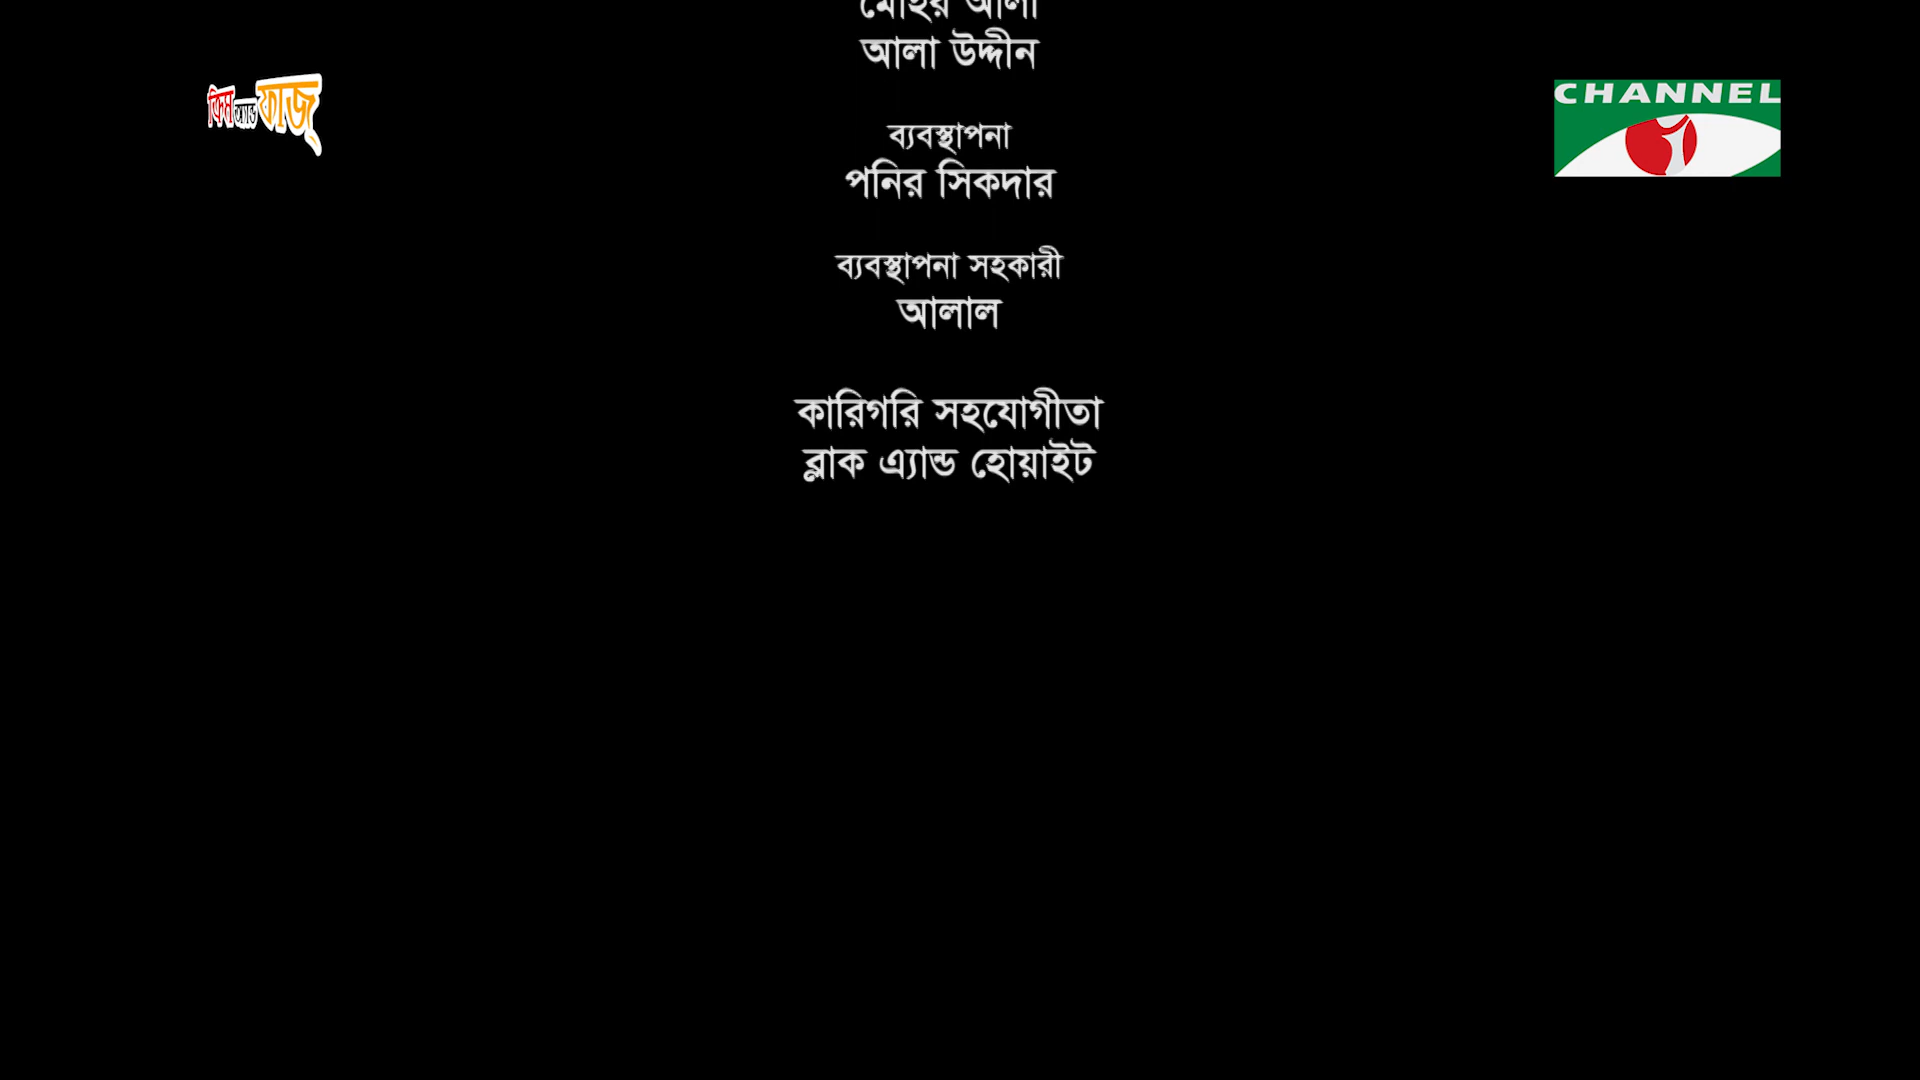 আলা উদ্দীন
ব্যবস্থাপনা
পনির সিকদার
ব্যবস্থাপনা সহকারী
আলাল
কারিগরি সহযোগীতা
ব্লাক এ্যান্ড হোয়াইট
CHANNEL